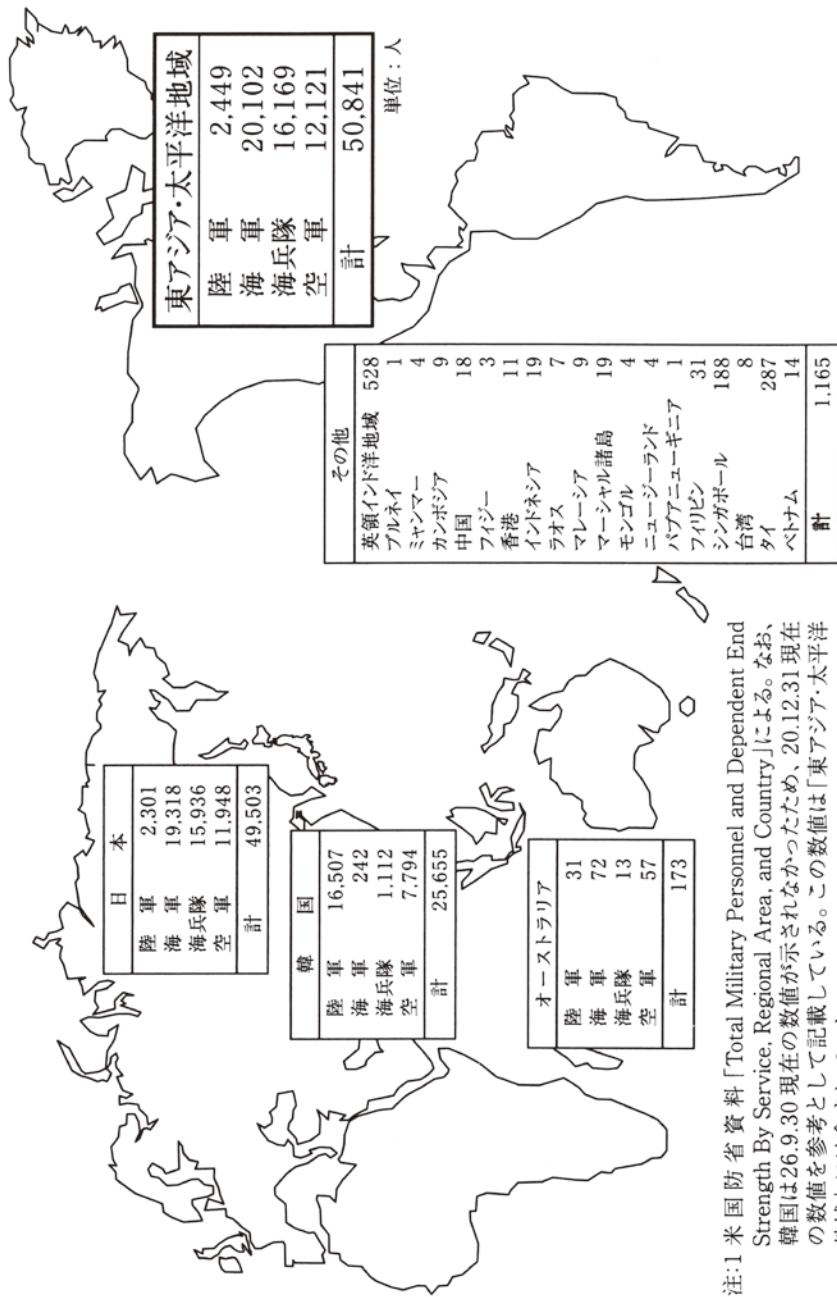 東アジア・太平洋地域
陸軍 2,449
海軍 20,102
海兵隊 16,169
空軍 12,121
計 50,841
単位：人
日本
陸軍 2,301
海軍 19,318
海兵隊 15,936
空軍 11,948
計 49,503
韓国
陸軍 16,507
海軍 242
海兵隊 1.112
空軍 7,794
計 25,655
オーストラリア
陸軍 31
海軍 72
海兵隊 13
空軍 57
計 173
その他
英領インド洋地域 528
ブルネイ 1
ミャンマー 4
カンボジア 9
中国 18
フィジー 3
香港 11
インドネシア 19
ラオス 7
マレーシア 9
マーシャル諸島 19
モンゴル 4
ニュージーランド 4
パプアニューギニア 1
フィリピン 31
シンガポール 188
台湾 8
タイ 287
ベトナム 14
計 1.165
注:1 米国防省資料「Total Military Personnel and Dependent End
Strength By Service, Regional Area, and Country」による。なお、
韓国は26.9.30現在の数値が示されなかったため、20.12.31現在
の数値を参考として記載している。この数値は「東アジア・太平洋